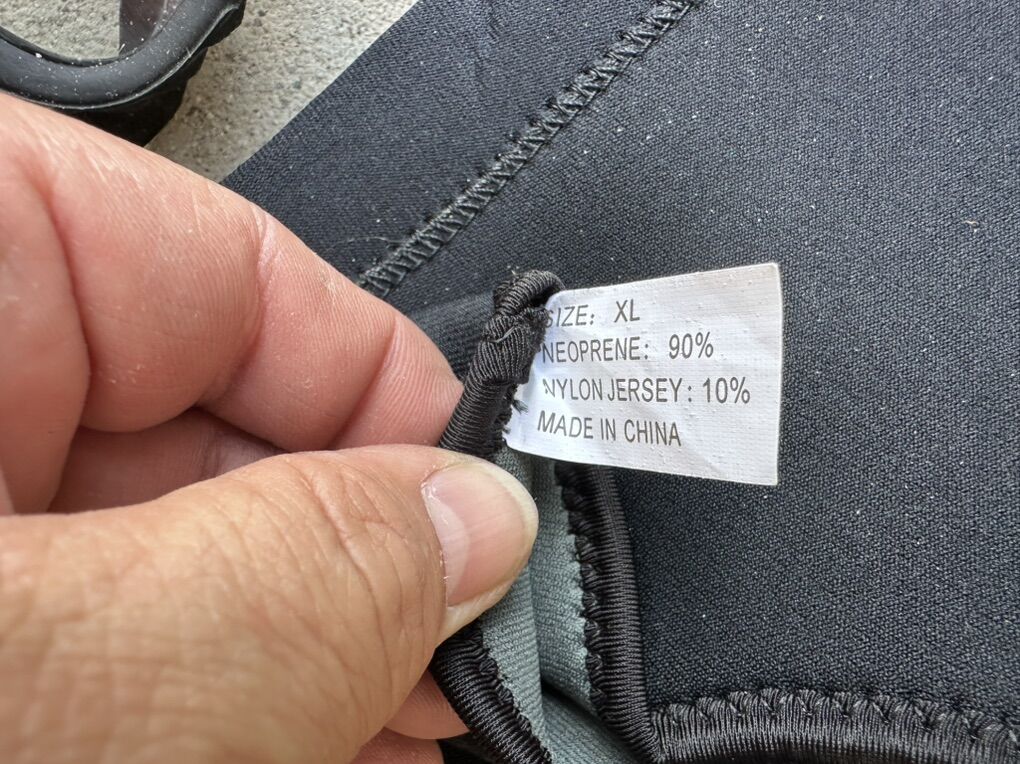 SIZE: XL
NEOPRENE: 90%
NYLON JERSEY: 10%
MADE IN CHINA